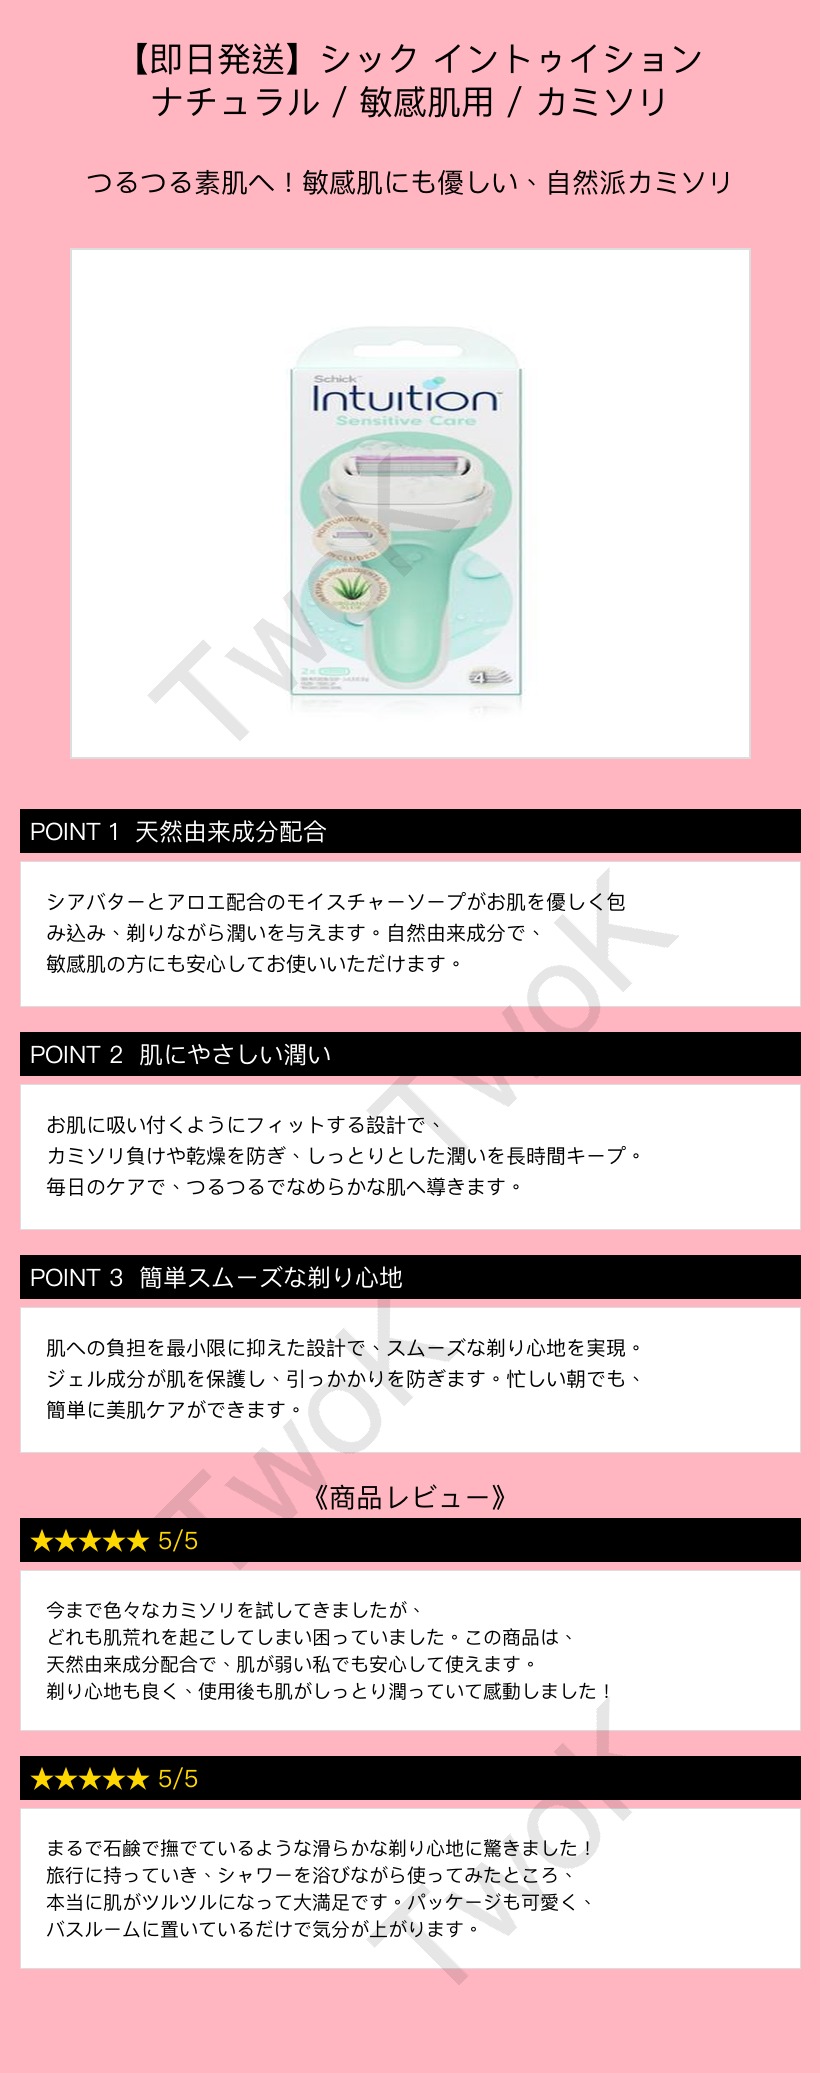 【即日発送】シック イントゥイション
ナチュラル / 敏感肌用 / カミソリ
つるつる素肌へ！敏感肌にも優しい、自然派カミソリ
Schick
Intuition
Sensitive Care
MOISTURIZING SOAP
INCLUDED
NATURAL INGREDIENTS
ORGANIC
ALOE
2x
4
TwoK
POINT 1 天然由来成分配合
シアバターとアロエ配合のモイスチャーソープがお肌を優しく包
み込み、剃りながら潤いを与えます。自然由来成分で、
敏感肌の方にも安心してお使いいただけます。
TwoK
POINT 2 肌にやさしい潤い
お肌に吸い付くようにフィットする設計で、
カミソリ負けや乾燥を防ぎ、しっとりとした潤いを長時間キープ。
毎日のケアで、つるつるでなめらかな肌へ導きます。
POINT 3 簡単スムーズな剃り心地
肌への負担を最小限に抑えた設計で、スムーズな剃り心地を実現。
ジェル成分が肌を保護し、引っかかりを防ぎます。忙しい朝でも、
簡単に美肌ケアができます。
TwoK
《商品レビュー》
★★★★★ 5/5
今まで色々なカミソリを試してきましたが、
どれも肌荒れを起こしてしまい困っていました。この商品は、
天然由来成分配合で、肌が弱い私でも安心して使えます。
剃り心地も良く、使用後も肌がしっとり潤っていて感動しました！
★★★★★ 5/5
まるで石鹸で撫でているような滑らかな剃り心地に驚きました！
旅行に持っていき、シャワーを浴びながら使ってみたところ、
本当に肌がツルツルになって大満足です。パッケージも可愛く、
バスルームに置いているだけで気分が上がります。
TwoK